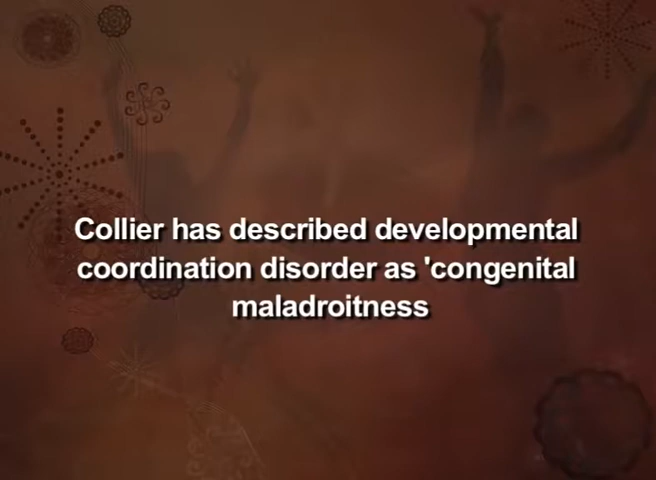 Collier has described developmental
coordination disorder as 'congenital
maladroitness